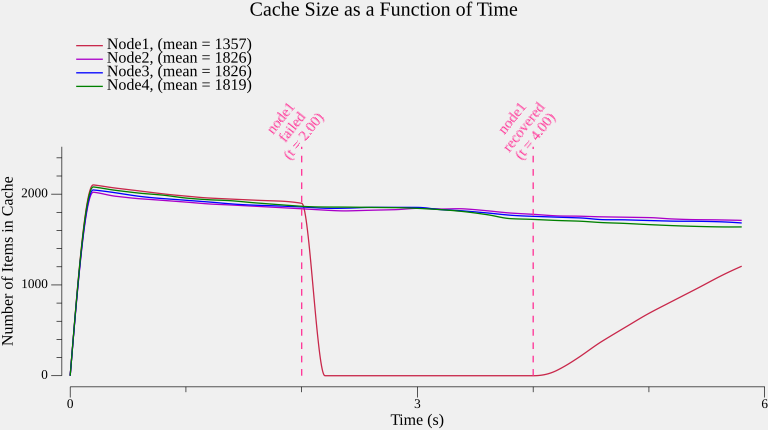 Cache Size as a Function of Time
Node1, (mean = 1357)
Node2, (mean = 1826)
Node3, (mean = 1826)
Node4, (mean = 1819)
node1
failed
(t = 2.00)
node1
recovered
(t = 4.00)
Number of Items in Cache
2000
1000
0
0
3
6
Time (s)